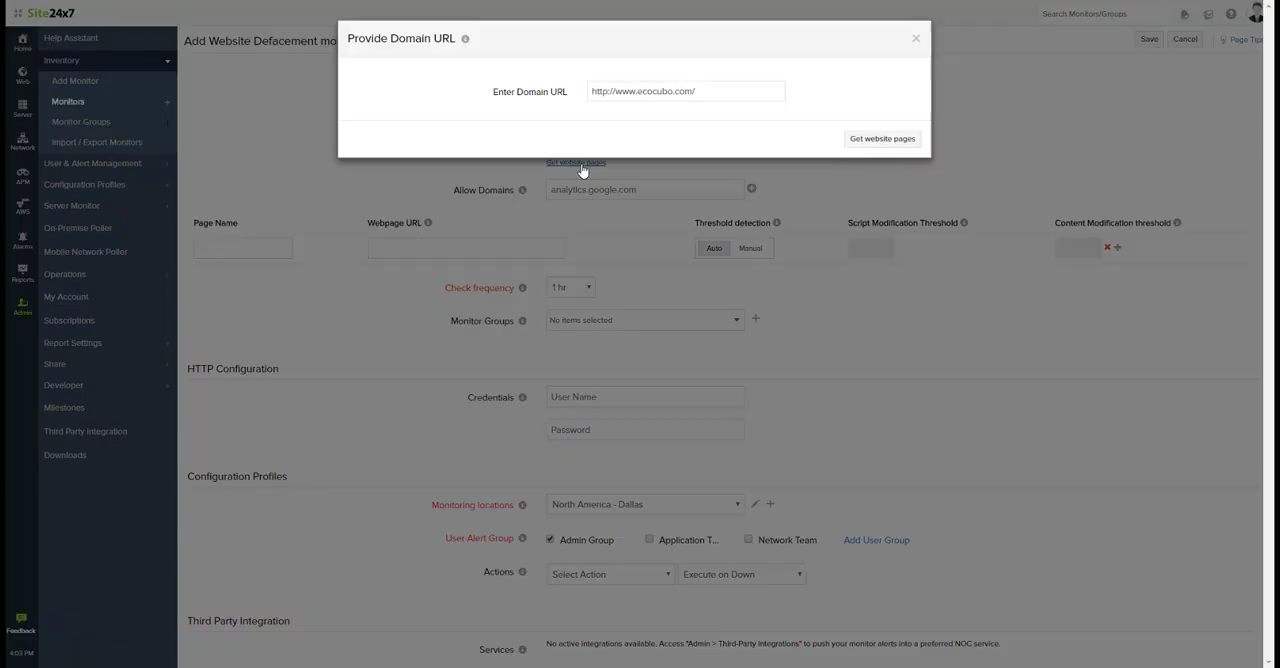 Site24x7
Search Monitors/Groups
Home
Web
Server
Network
APM
AWS
Alarms
Reports
Admin
Feedback
4:03 PM
Help Assistant
Inventory
Add Monitor
Monitors
Monitor Groups
Import / Export Monitors
User & Alert Management
Configuration Profiles
Server Monitor
On-Premise Poller
Mobile Network Poller
Operations
My Account
Subscriptions
Report Settings
Share
Developer
Milestones
Third Party Integration
Downloads
Add Website Defacement mo
Save Cancel Page Tips
Provide Domain URL
Enter Domain URL http://www.ecocubo.com/
Get website pages
Get website pages
Allow Domains analytics.google.com
Page Name Webpage URL Threshold detection Script Modification Threshold Content Modification threshold
Auto Manual
Check frequency 1 hr
Monitor Groups No items selected
HTTP Configuration
Credentials User Name
Password
Configuration Profiles
Monitoring locations North America - Dallas
User Alert Group Admin Group Application T... Network Team Add User Group
Actions Select Action Execute on Down
Third Party Integration
Services No active integrations available. Access "Admin > Third-Party Integrations" to push your monitor alerts into a preferred NOC service.